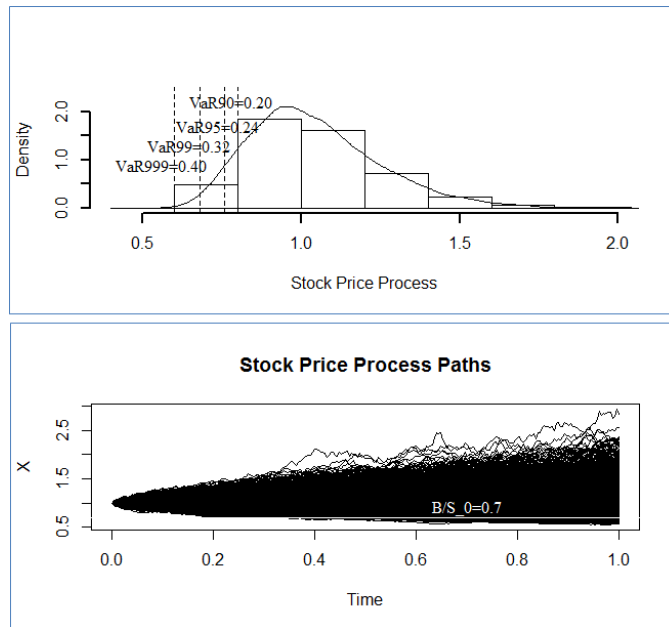 VaR90=0.20
VaR95=0.24
VaR99=0.32
VaR999=0.40
Density
0.0 1.0 2.0
0.5 1.0 1.5 2.0
Stock Price Process
Stock Price Process Paths
X
0.5 1.5 2.5
B/S_0=0.7
0.0 0.2 0.4 0.6 0.8 1.0
Time